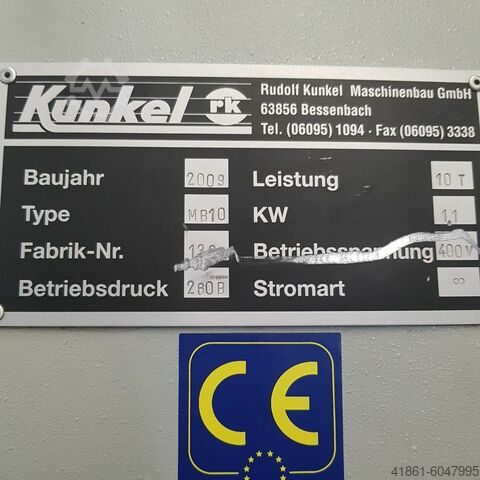 Kunkel rk
Rudolf Kunkel Maschinenbau GmbH
63856 Bessenbach
Tel. (06095) 1094 · Fax (06095) 3338
Baujahr 2009 Leistung 10 T
Type MB10 KW 1,1
Fabrik-Nr. Betriebsspannung 400V
Betriebsdruck 280B Stromart
CE
41861-6047995